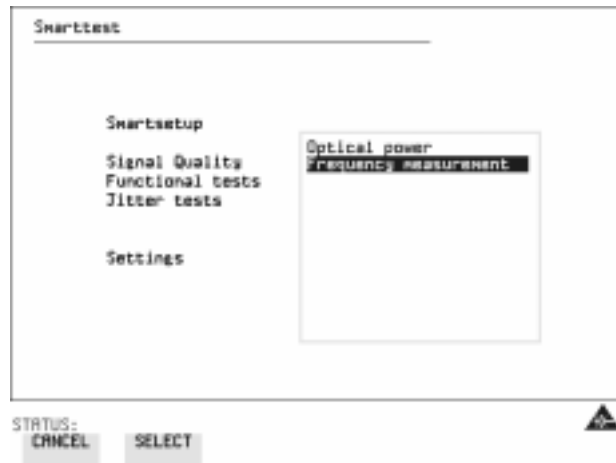 Smarttest
Smartsetup
Signal Quality
Functional tests
Jitter tests
Settings
Optical power
Frequency measurement
STATUS:
CANCEL
SELECT